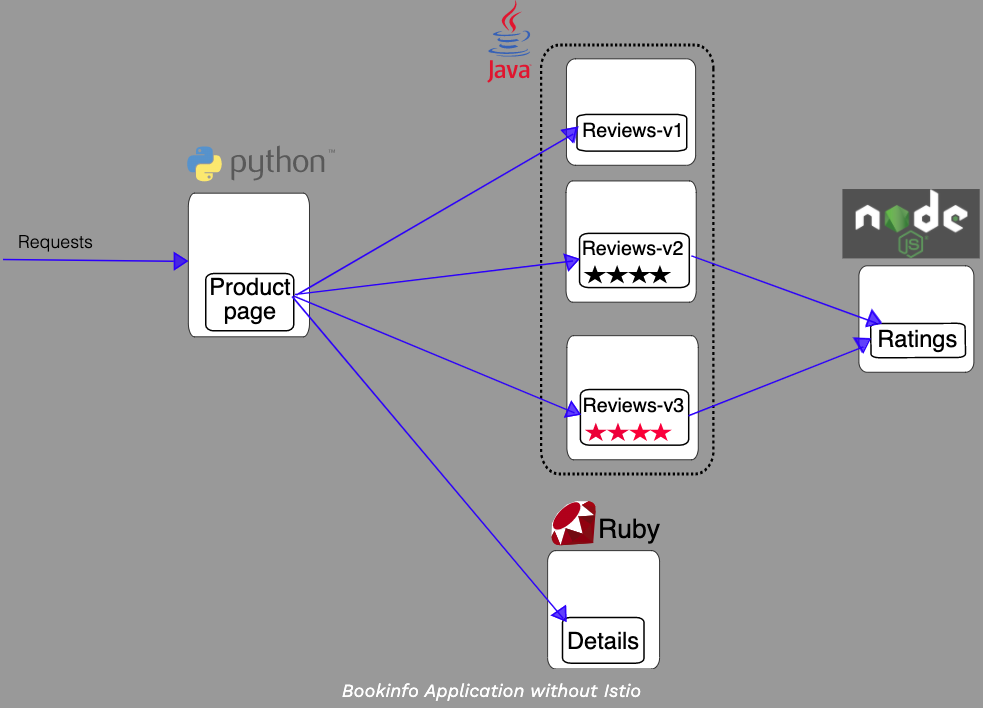 Java
Reviews-v1
python™
Requests
Reviews-v2
node
JS
Product
page
Ratings
Reviews-v3
Ruby
Details
Bookinfo Application without Istio